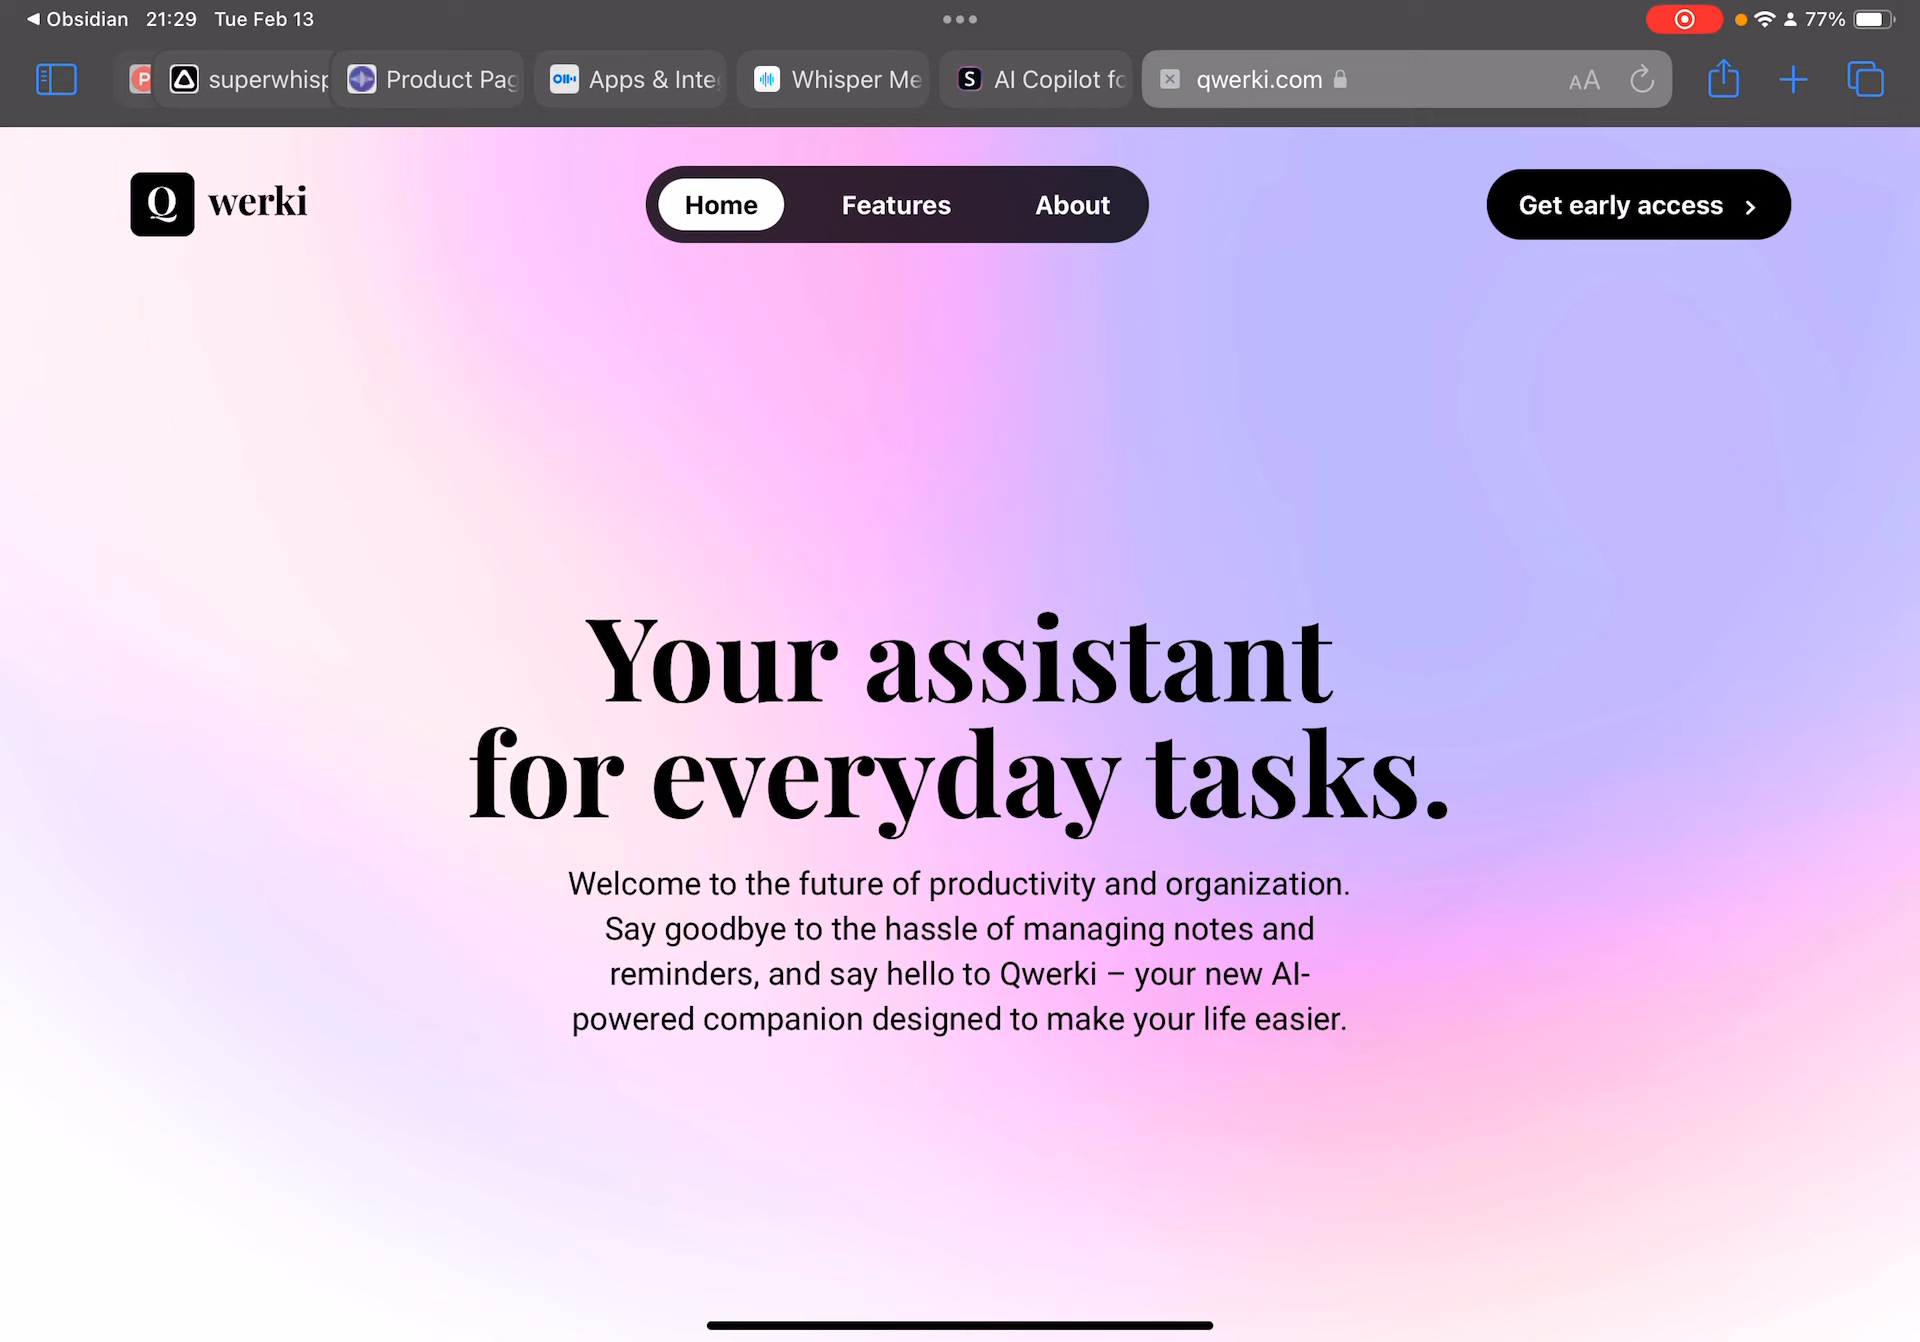 Obsidian 21:29 Tue Feb 13 77%
P superwhisp Product Pag Apps & Inte Whisper Me S AI Copilot fo qwerki.com AA
Q werki Home Features About Get early access
Your assistant
for everyday tasks.
Welcome to the future of productivity and organization.
Say goodbye to the hassle of managing notes and
reminders, and say hello to Qwerki – your new AI-
powered companion designed to make your life easier.